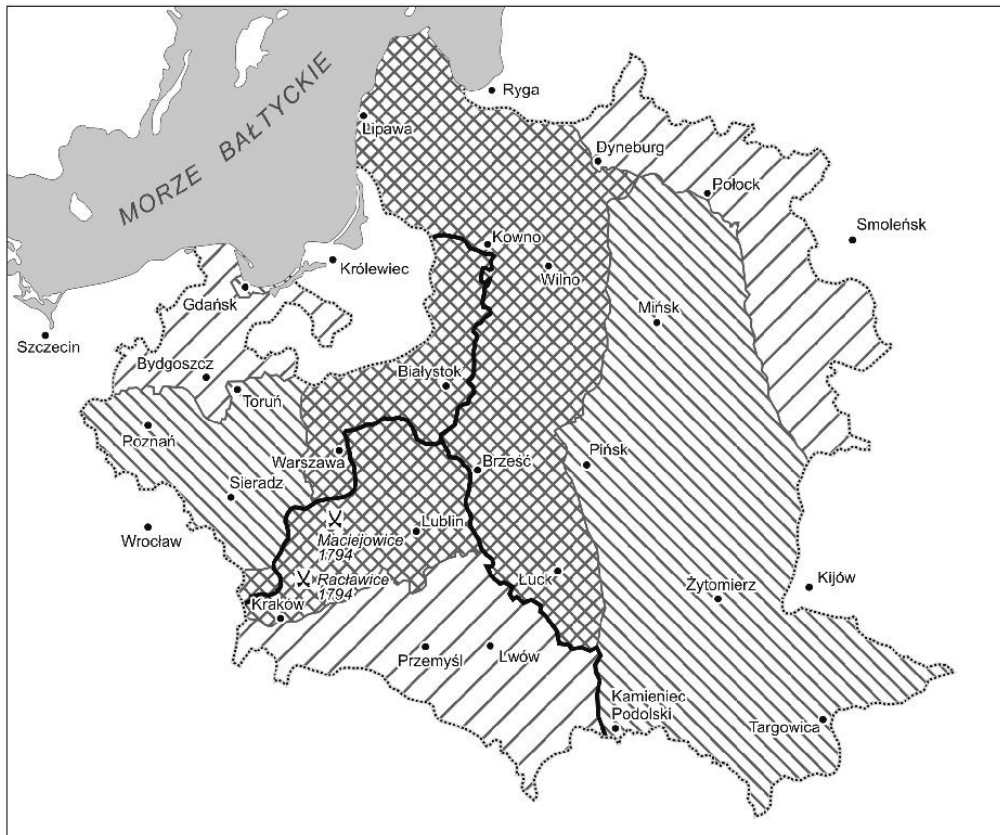 MORZE BAŁTYCKIE
Ryga
Lipawa
Dyneburg
Połock
Smoleńsk
Kowno
Królewiec
Wilno
Gdańsk
Mińsk
Szczecin
Bydgoszcz
Białystok
Toruń
Poznań
Warszawa
Brześć
Pińsk
Sieradz
Wrocław
Lublin
Maciejowice
1794
Racławice
1794
Łuck
Żytomierz
Kijów
Kraków
Przemyśl
Lwów
Kamieniec
Podolski
Targowica